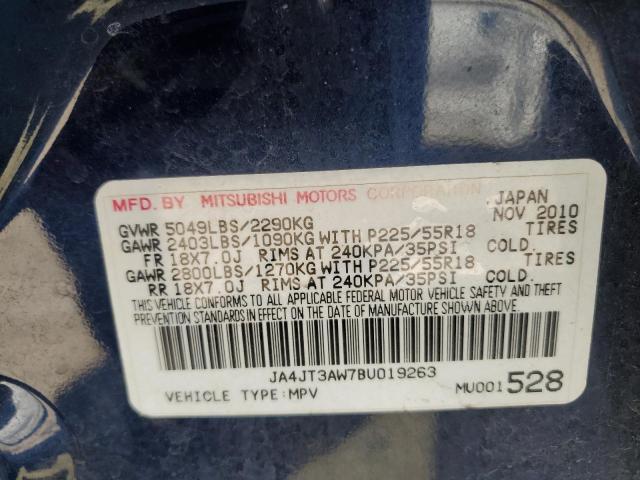 MFD. BY MITSUBISHI MOTORS CORPORATION JAPAN
NOV 2010
GVWR 5049LBS/2290KG
GAWR 2403LBS/1090KG WITH P225/55R18 TIRES
FR 18X7.0J RIMS AT 240KPA/35PSI COLD.
GAWR 2800LBS/1270KG WITH P225/55R18 TIRES
RR 18X7.0J RIMS AT 240KPA/35PSI COLD.
THIS VEHICLE CONFORMS TO ALL APPLICABLE FEDERAL MOTOR VEHICLE SAFETY AND THEFT
PREVENTION STANDARDS IN EFFECT ON THE DATE OF MANUFACTURE SHOWN ABOVE.
JA4JT3AW7BU019263
VEHICLE TYPE:MPV MU001 528